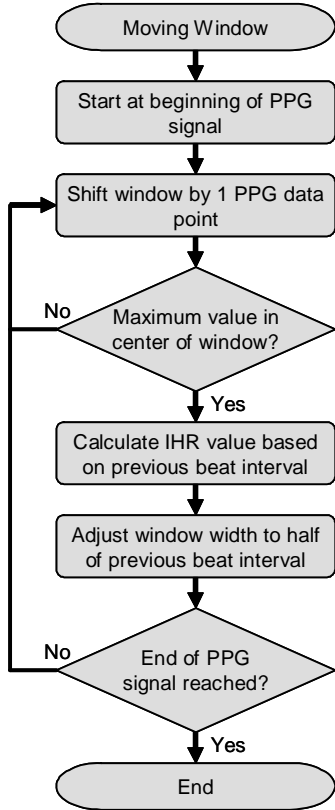 Moving Window
Start at beginning of PPG
signal
Shift window by 1 PPG data
point
No
Maximum value in
center of window?
Yes
Calculate IHR value based
on previous beat interval
Adjust window width to half
of previous beat interval
No
End of PPG
signal reached?
Yes
End